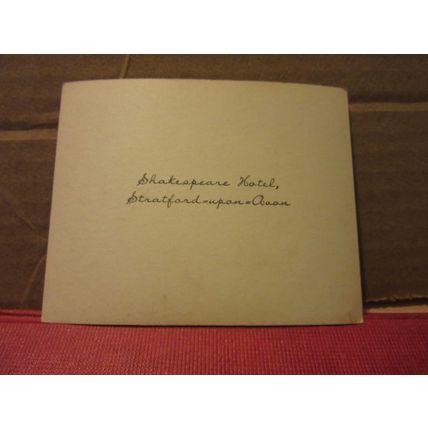 Shakespeare Hotel,
Stratford=upon=Avon